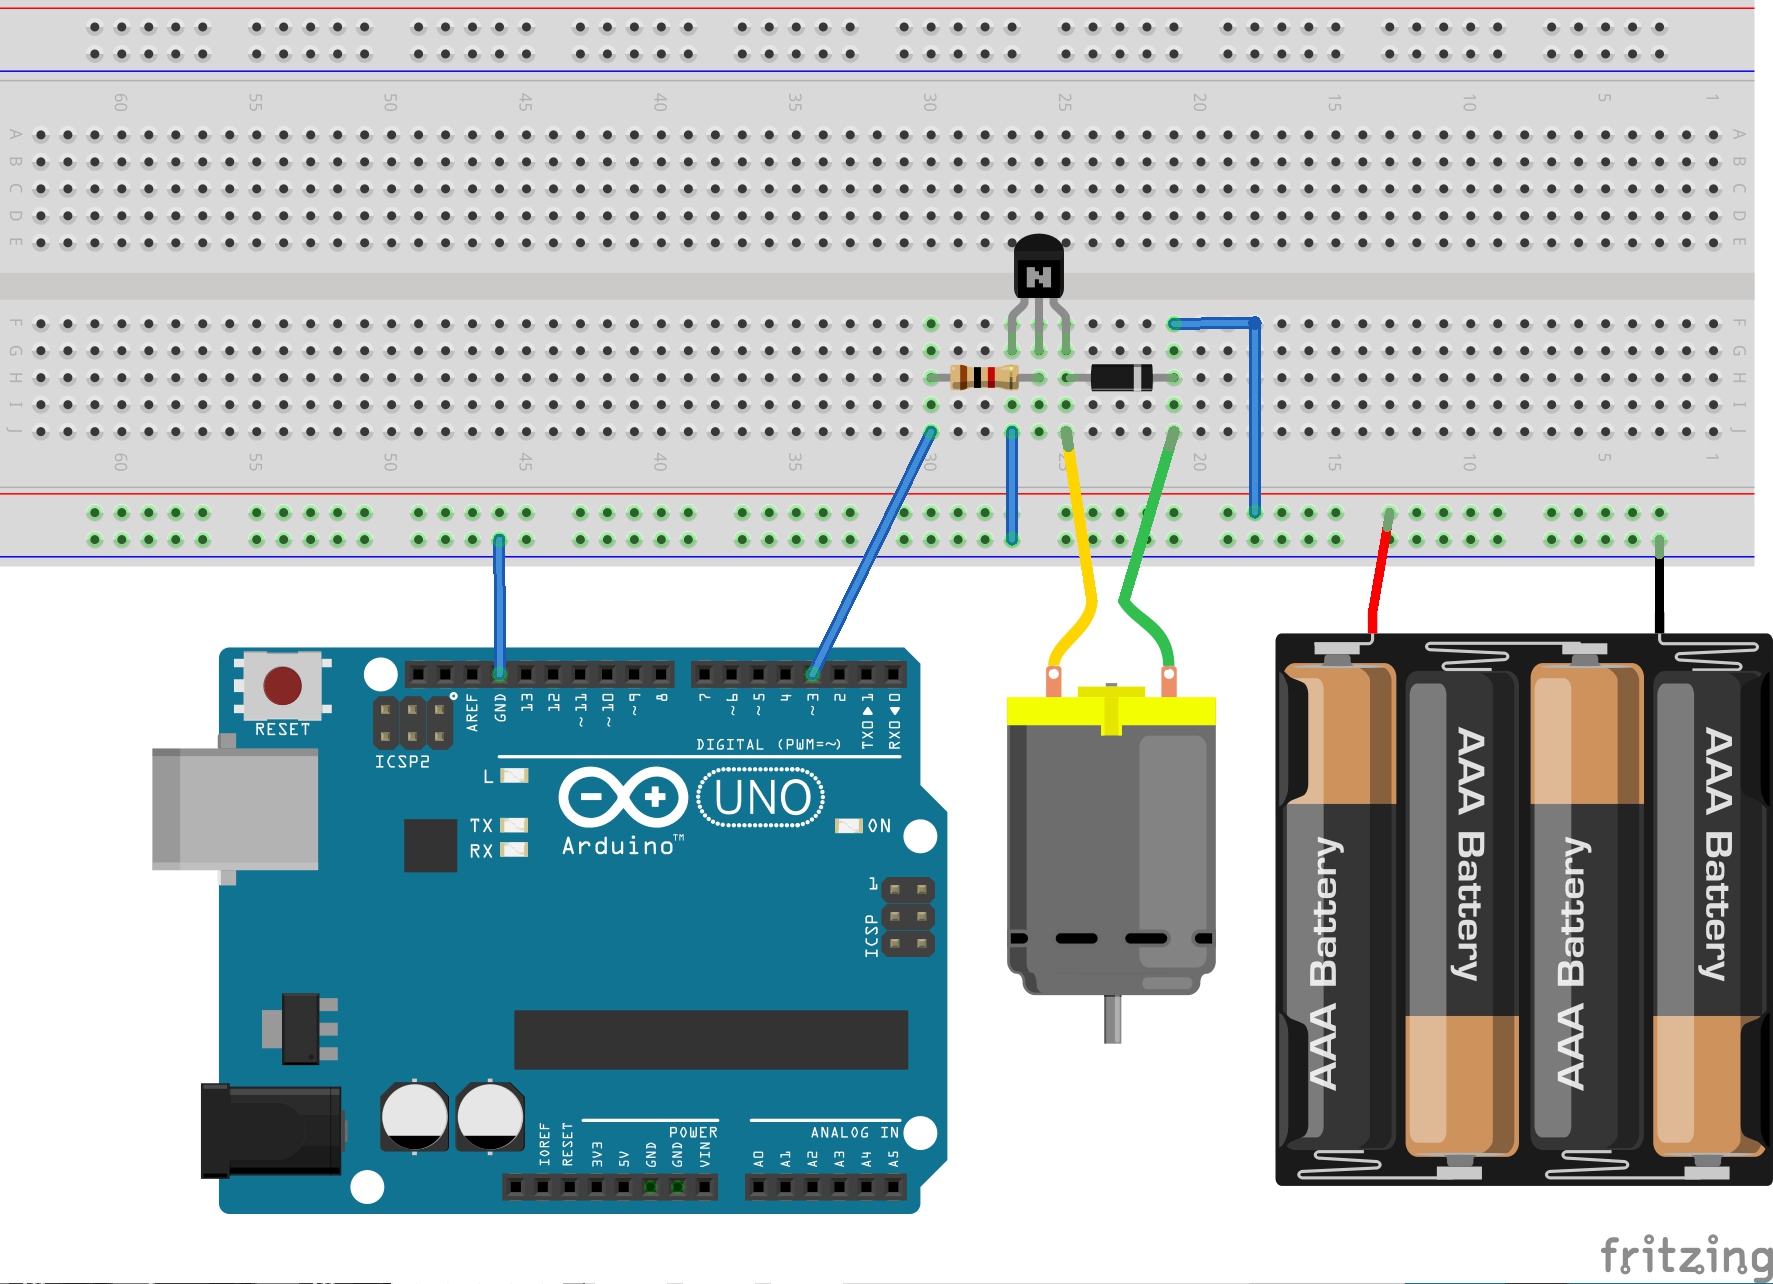 60 55 50 45 40 35 30 25 20 15 10 5 1
A A
B B
C C
D D
E E
N
F F
G G
H H
I I
J J
60 55 50 45 40 35 30 25 20 15 10 5 1
RESET
ICSP2
AREF
GND
13
12
~11
~10
~9
8
7
~6
~5
4
~3
2
TX0▶1
RX0◀0
DIGITAL (PWM=~)
L
TX
RX
- +
UNO
Arduino™
ON
1
ICSP
IOREF
RESET
3V3
5V
GND
GND
VIN
POWER
A0
A1
A2
A3
A4
A5
ANALOG IN
AAA Battery
AAA Battery
AAA Battery
AAA Battery
fritzing